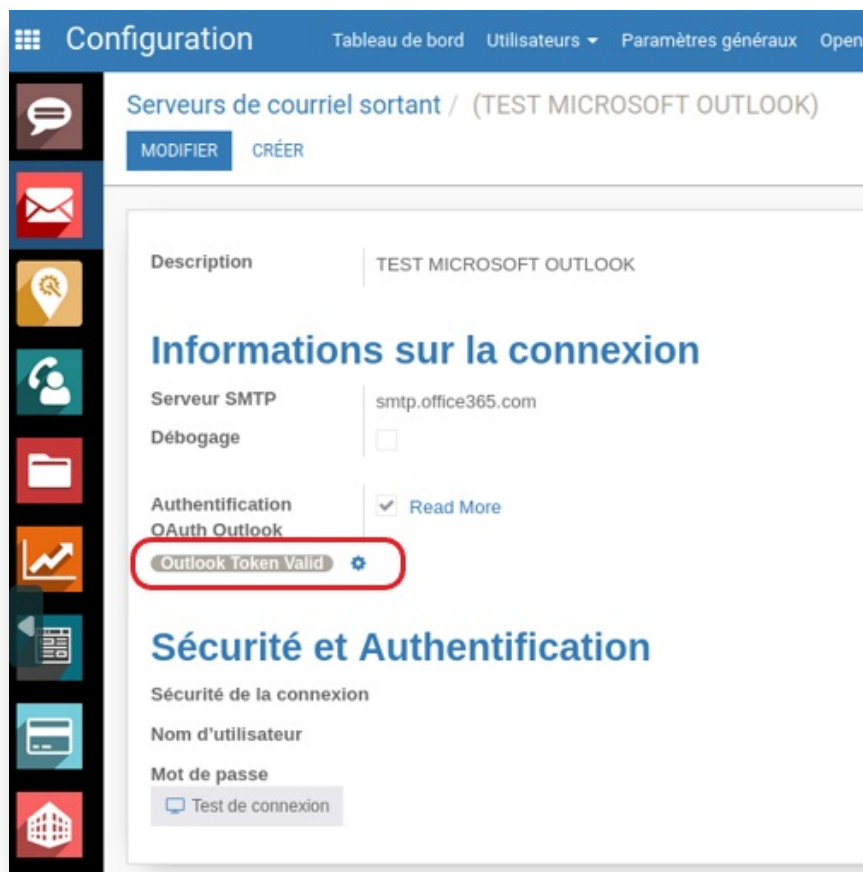 Configuration Tableau de bord Utilisateurs Paramètres généraux Open
Serveurs de courriel sortant / (TEST MICROSOFT OUTLOOK)
MODIFIER CRÉER
Description TEST MICROSOFT OUTLOOK
Informations sur la connexion
Serveur SMTP smtp.office365.com
Débogage
Authentification Read More
OAuth Outlook
Outlook Token Valid
Sécurité et Authentification
Sécurité de la connexion
Nom d'utilisateur
Mot de passe
Test de connexion